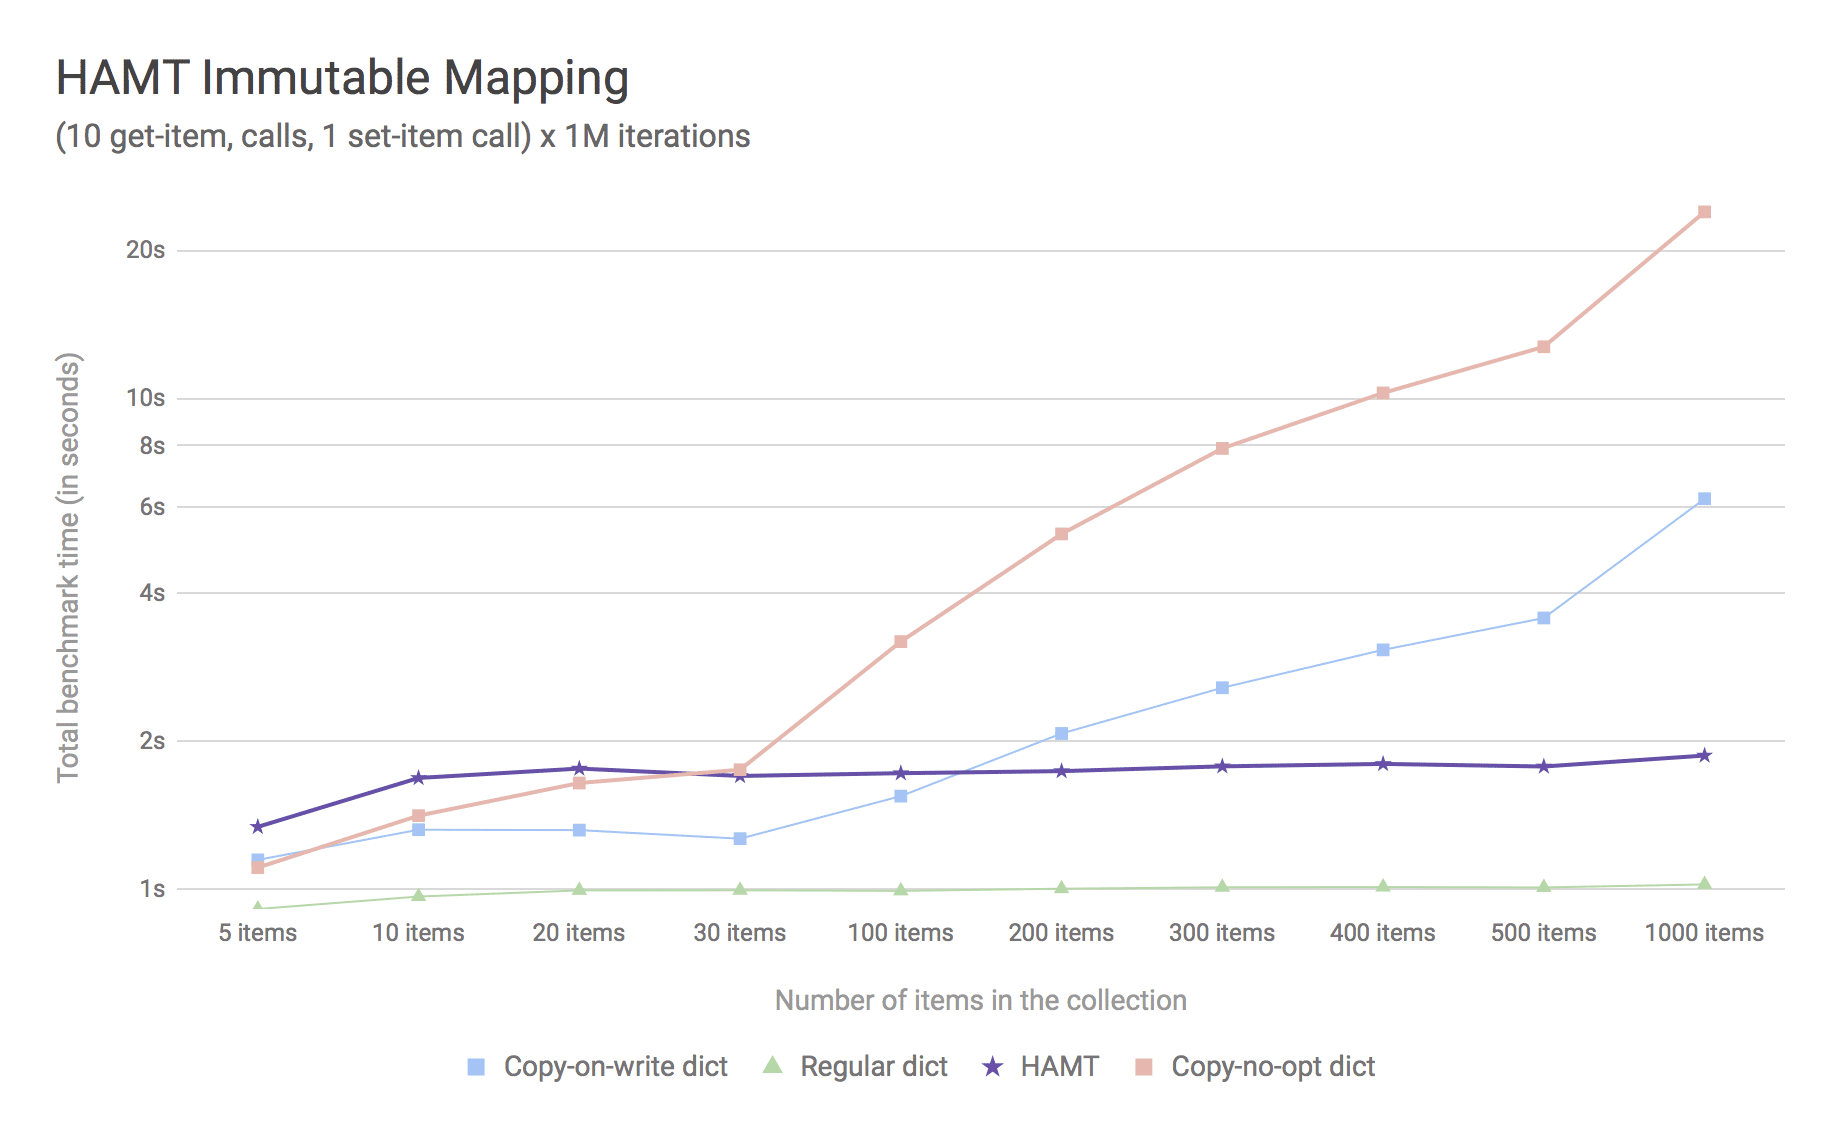 HAMT Immutable Mapping
(10 get-item, calls, 1 set-item call) x 1M iterations
Total benchmark time (in seconds)
20s
10s
8s
6s
4s
2s
1s
5 items 10 items 20 items 30 items 100 items 200 items 300 items 400 items 500 items 1000 items
Number of items in the collection
Copy-on-write dict Regular dict HAMT Copy-no-opt dict